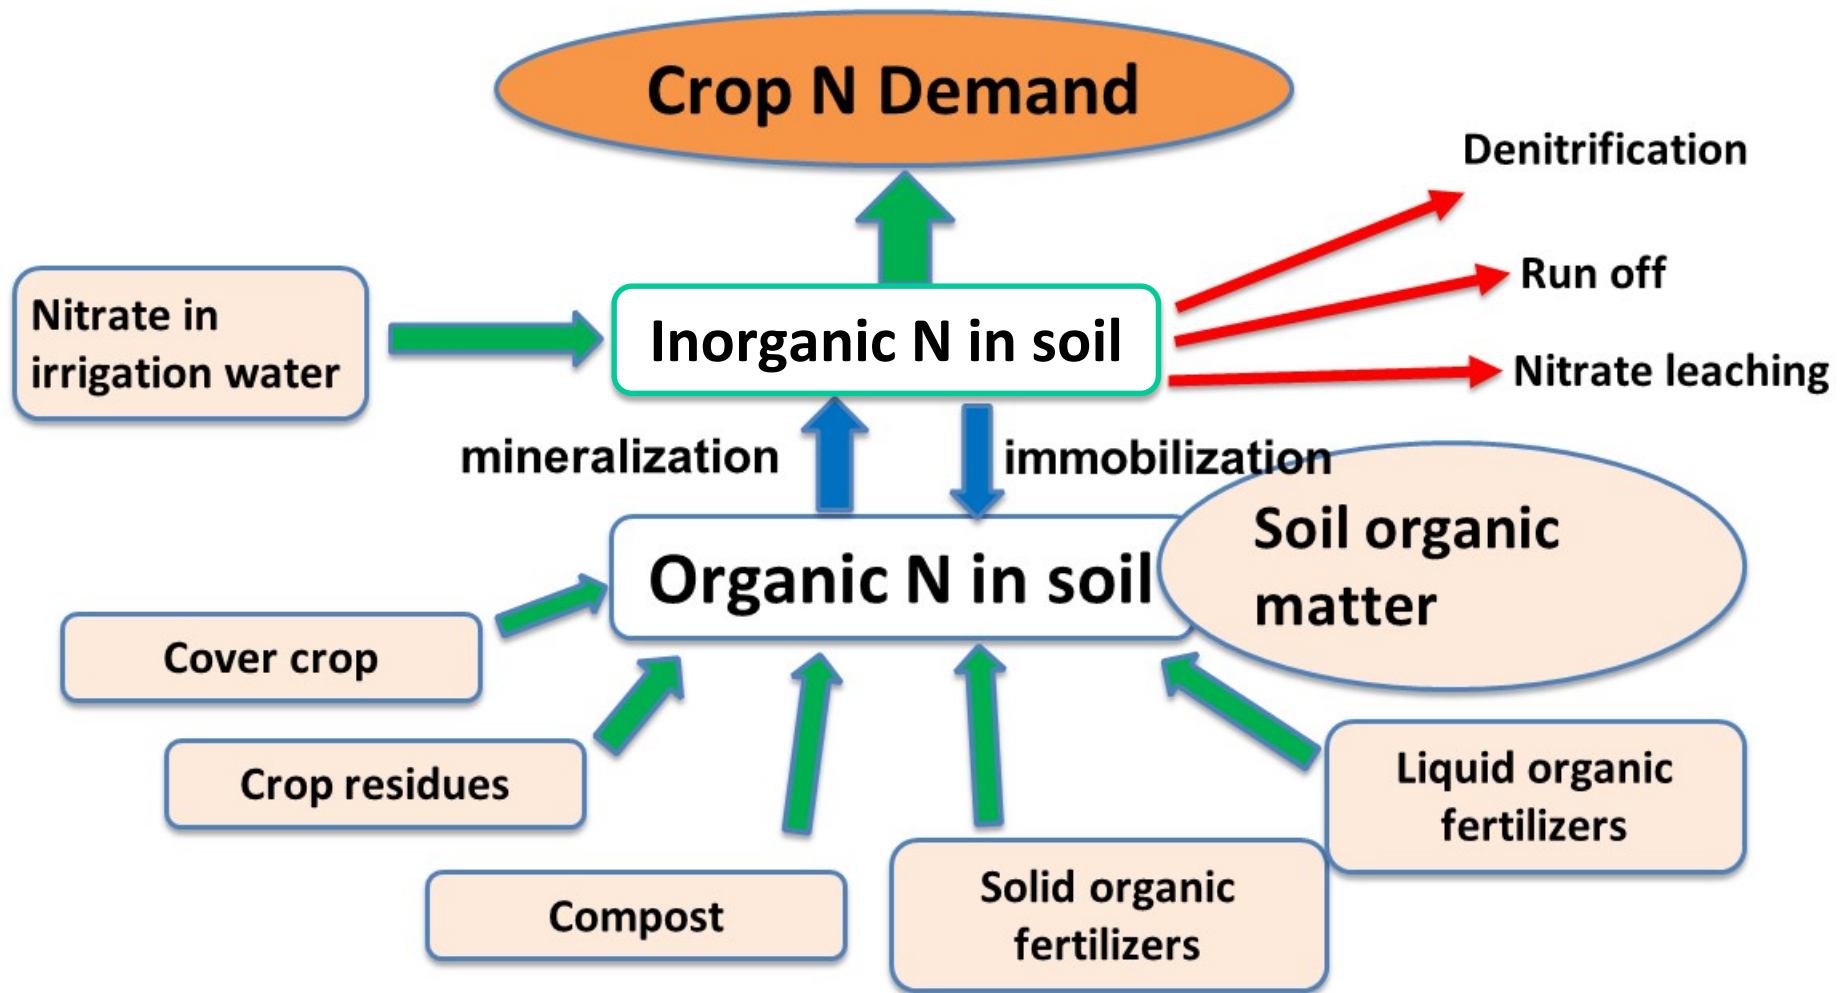 Crop N Demand
Denitrification
Run off
Nitrate in
irrigation water
Inorganic N in soil
Nitrate leaching
mineralization
immobilization
Soil organic
matter
Organic N in soil
Cover crop
Crop residues
Liquid organic
fertilizers
Compost
Solid organic
fertilizers